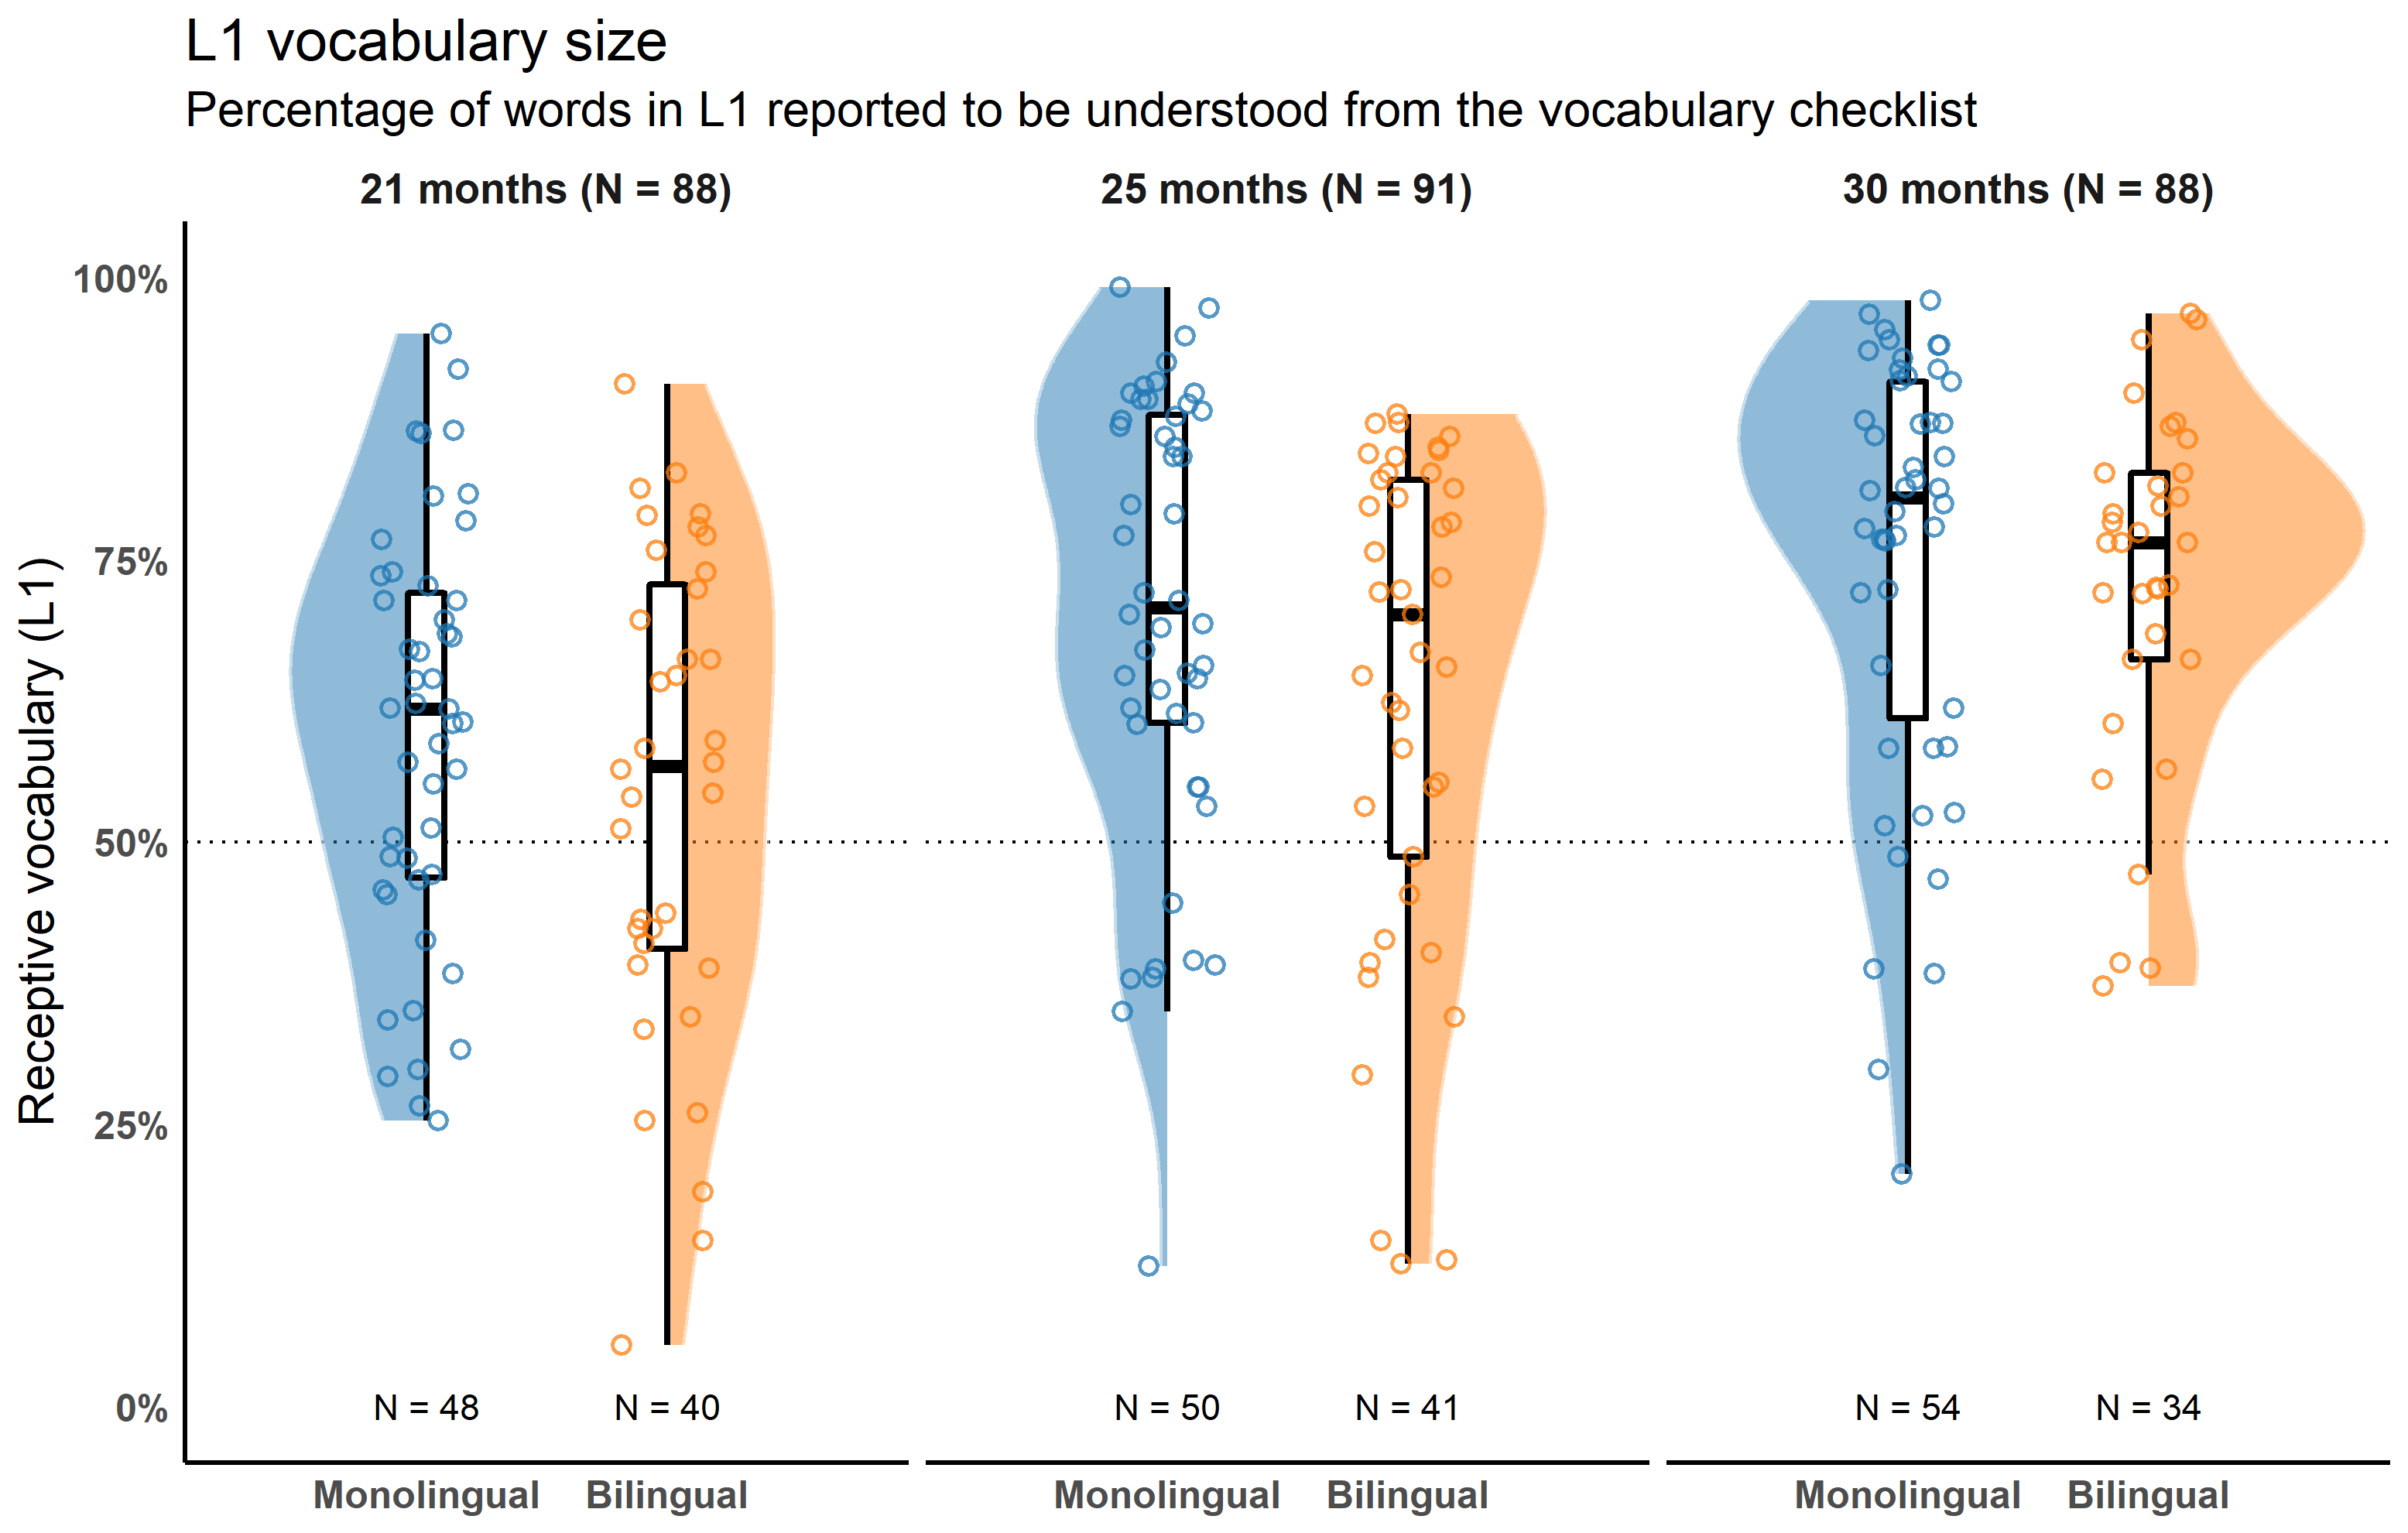 L1 vocabulary size
Percentage of words in L1 reported to be understood from the vocabulary checklist
21 months (N = 88)
25 months (N = 91)
30 months (N = 88)
Receptive vocabulary (L1)
100%
75%
50%
25%
0%
N = 48
N = 40
N = 50
N = 41
N = 54
N = 34
Monolingual
Bilingual
Monolingual
Bilingual
Monolingual
Bilingual